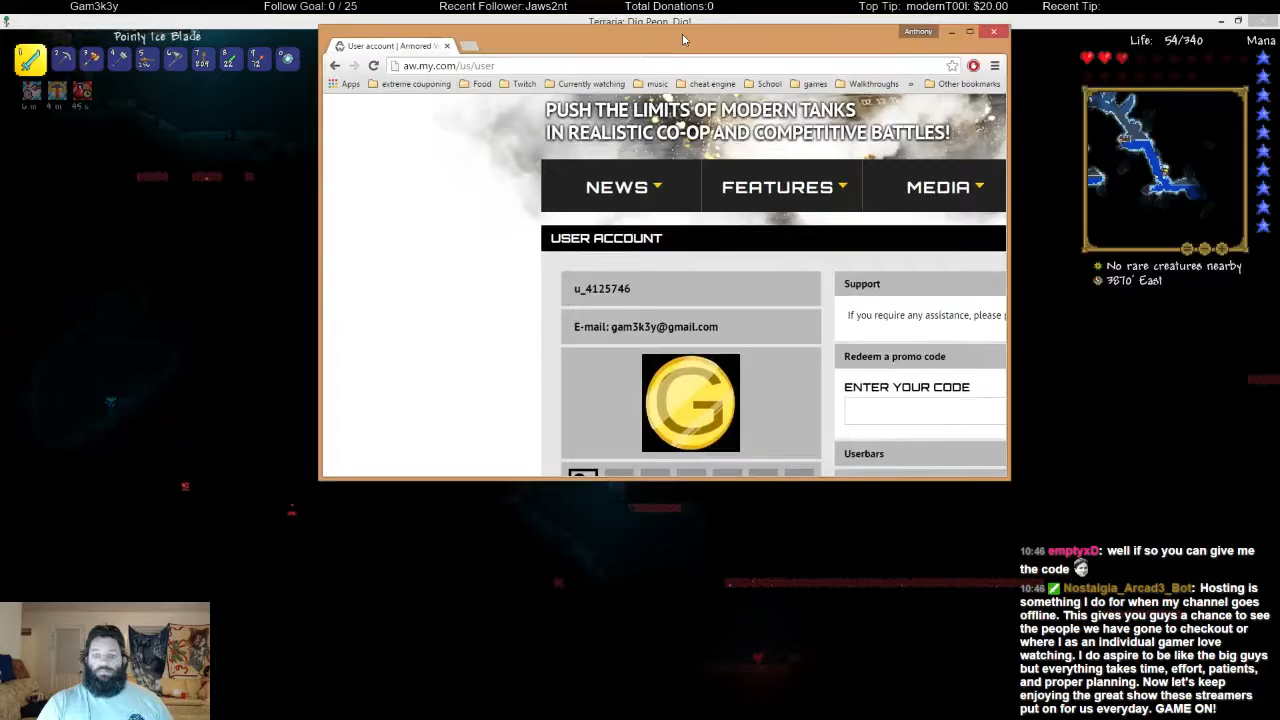 Gam3k3y Follow Goal: 0 / 25 Recent Follower:Jaws2nt Total Donations:0 Top Tip: modernT00l: $20.00 Recent Tip:
Terraria: Dig Peon, Dig!
Pointy Ice Blade
Anthony
Life: 54/340 Mana
User account | Armored W
aw.my.com/us/user
Apps extreme couponing Food Twitch Currently watching music cheat engine School games WebDevelopment » Other bookmarks
6 m 4 m 45 s
PUSH THE LIMITS OF MODERN TANKS
IN REALISTIC CO-OP AND COMPETITIVE BATTLES!
NEWS FEATURES MEDIA
USER ACCOUNT
No rare creatures nearby
3870' East
u_4125746
E-mail: gam3k3y@gmail.com
G
Support
If you require any assistance, please
Redeem a promo code
ENTER YOUR CODE
Userbars
10:46 emptyxD: well if so you can give me
the code
10:46 Nostalgia_Arcad3_Bot: Hosting is
something I do for when my channel goes
offline. This gives you guys a chance to see
the people we have gone to checkout or
where I as an individual gamer love
watching. I do aspire to be like the big guys
but everything takes time, effort, patients,
and proper planning. Now let's keep
enjoying the great show these streamers
put on for us everyday. GAME ON!